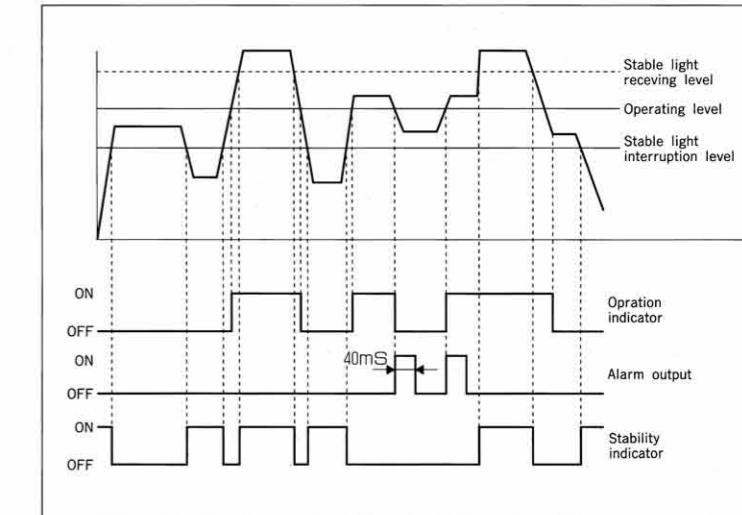 Stable light
receving level
Operating level
Stable light
interruption level
ON
OFF
Opration
indicator
ON
OFF
40mS
Alarm output
ON
OFF
Stability
indicator